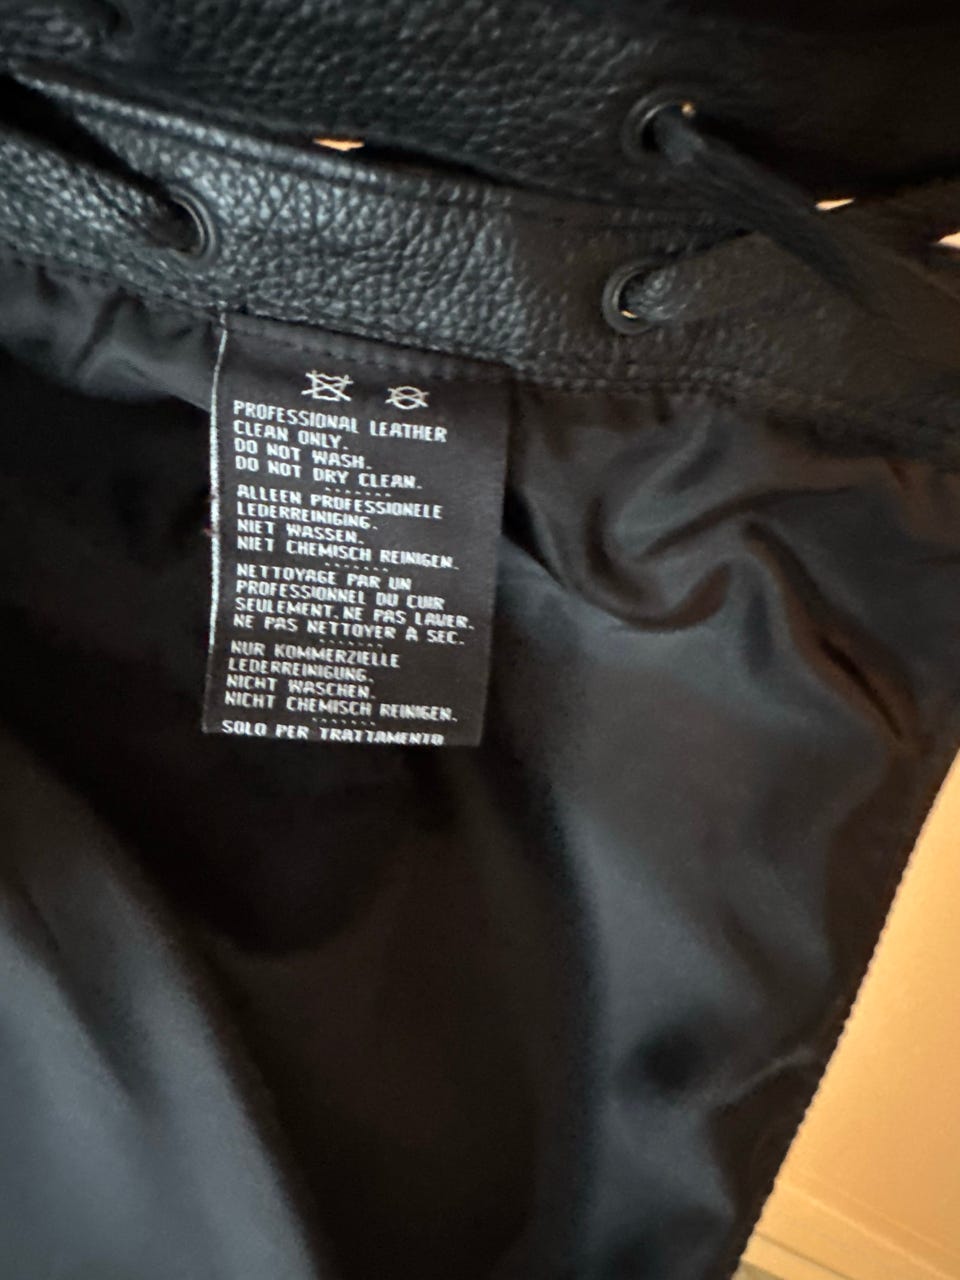 PROFESSIONAL LEATHER
CLEAN ONLY.
DO NOT WASH.
DO NOT DRY CLEAN.
ALLEEN PROFESSIONELE
LEDERREINIGING.
NIET WASSEN.
NIET CHEMISCH REINIGEN.
NETTOYAGE PAR UN
PROFESSIONNEL DU CUIR
SEULEMENT. NE PAS LAVER.
NE PAS NETTOYER À SEC.
NUR KOMMERZIELLE
LEDERREINIGUNG.
NICHT WASCHEN.
NICHT CHEMISCH REINIGEN.
SOLO PER TRATTAMENTO